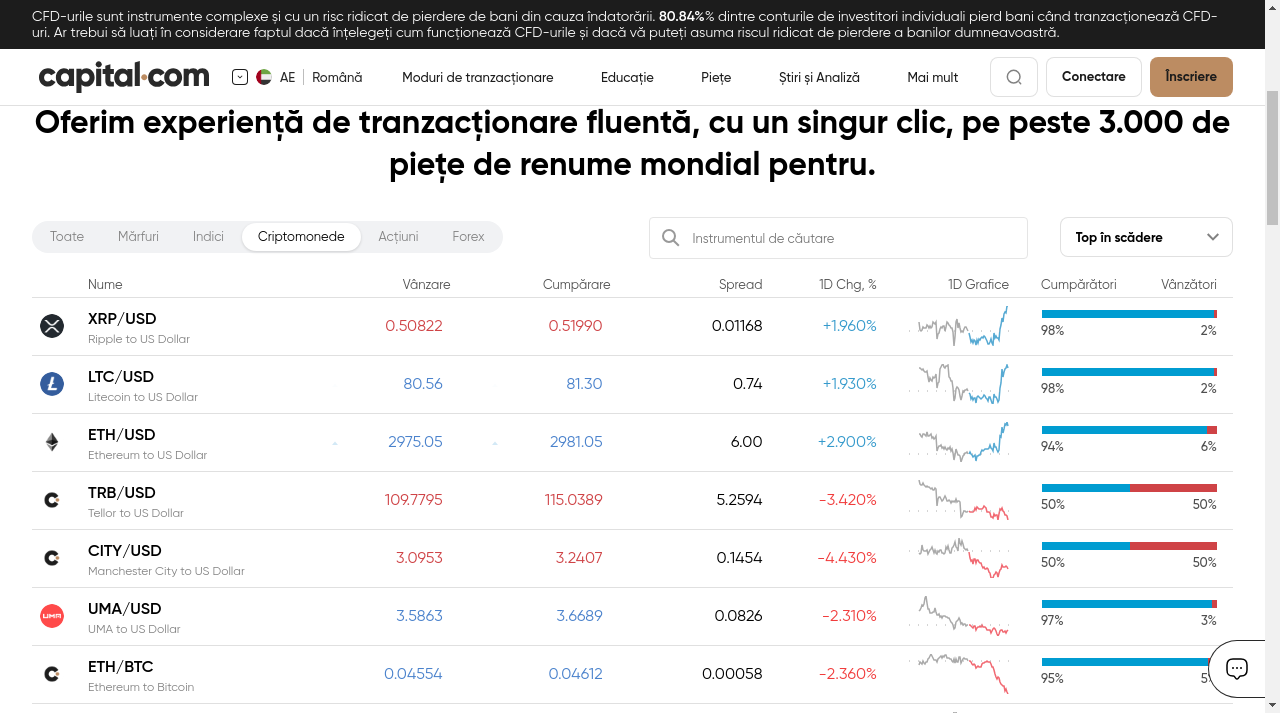 CFD-urile sunt instrumente complexe și cu un risc ridicat de pierdere de bani din cauza îndatorării. 80.84%% dintre conturile de investitori individuali pierd bani când tranzacționează CFD-
uri. Ar trebui să luați în considerare faptul dacă înțelegeți cum funcționează CFD-urile și dacă vă puteți asuma riscul ridicat de pierdere a banilor dumneavoastră.
capital.com AE Română Moduri de tranzacționare Educație Piețe Știri și Analiză Mai mult Conectare Înscriere
Oferim experiență de tranzacționare fluentă, cu un singur clic, pe peste 3.000 de
piețe de renume mondial pentru.
Toate Mărfuri Indici Criptomonede Acțiuni Forex Instrumentul de căutare Top în scădere
Nume Vânzare Cumpărare Spread 1D Chg, % 1D Grafice Cumpărători Vânzători
XRP/USD 0.50822 0.51990 0.01168 +1.960% 98% 2%
Ripple to US Dollar
LTC/USD 80.56 81.30 0.74 +1.930% 98% 2%
Litecoin to US Dollar
ETH/USD 2975.05 2981.05 6.00 +2.900% 94% 6%
Ethereum to US Dollar
TRB/USD 109.7795 115.0389 5.2594 -3.420% 50% 50%
Tellor to US Dollar
CITY/USD 3.0953 3.2407 0.1454 -4.430% 50% 50%
Manchester City to US Dollar
UMA UMA/USD 3.5863 3.6689 0.0826 -2.310% 97% 3%
UMA to US Dollar
ETH/BTC 0.04554 0.04612 0.00058 -2.360% 95%
Ethereum to Bitcoin